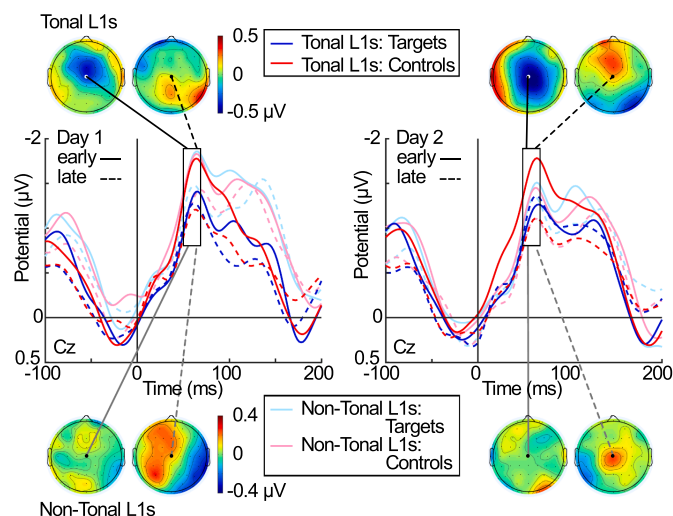 Tonal L1s
0.5
0
-0.5 µV
Tonal L1s: Targets
Tonal L1s: Controls
-2
Day 1
early
late
Potential (µV)
0
0.5
Cz
-100
0
100
200
Time (ms)
-2
Day 2
early
late
Potential (µV)
0
0.5
Cz
-100
0
100
200
Time (ms)
0.4
0
-0.4 µV
Non-Tonal L1s:
Targets
Non-Tonal L1s:
Controls
Non-Tonal L1s